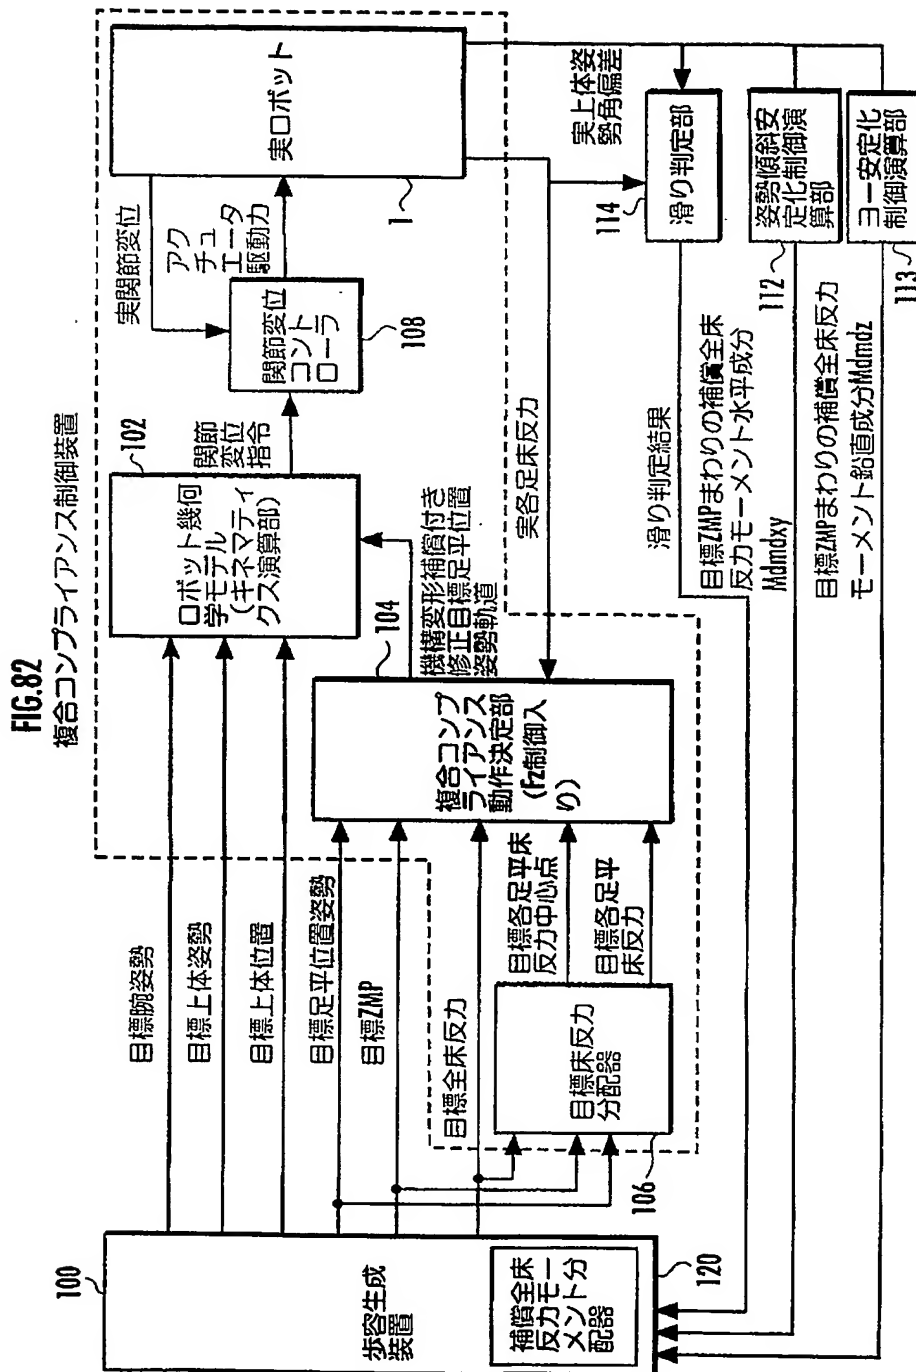 FIG.82
複合コンプライアンス制御装置
100
歩容生成
装置
補償全床
反力モー
メント分
配器
120
目標腕姿勢
目標上体姿勢
目標上体位置
目標足平位置姿勢
目標ZMP
目標全床反力
目標床反力
分配器
106
目標各足平床
反力中心点
目標各足平
床反力
複合コンプ
ライアンス
動作決定部
(Fz制御入
り)
104
機構変形補償付き
修正目標足平位置
姿勢軌道
102
ロボット幾何
学モデル
(キネマティ
クス演算部)
関節
変位
指令
関節変位
コント
ローラ
108
実関節変位
アク
チュ
エータ
駆動力
実ロボット
1
実各足床反力
実上体姿
勢角偏差
滑り判定部
114
滑り判定結果
姿勢傾斜安
定化制御演
算部
112
目標ZMPまわりの補償全床
反力モーメント水平成分
Mdmdxy
ヨー安定化
制御演算部
113
目標ZMPまわりの補償全床反力
モーメント鉛直成分Mdmdz